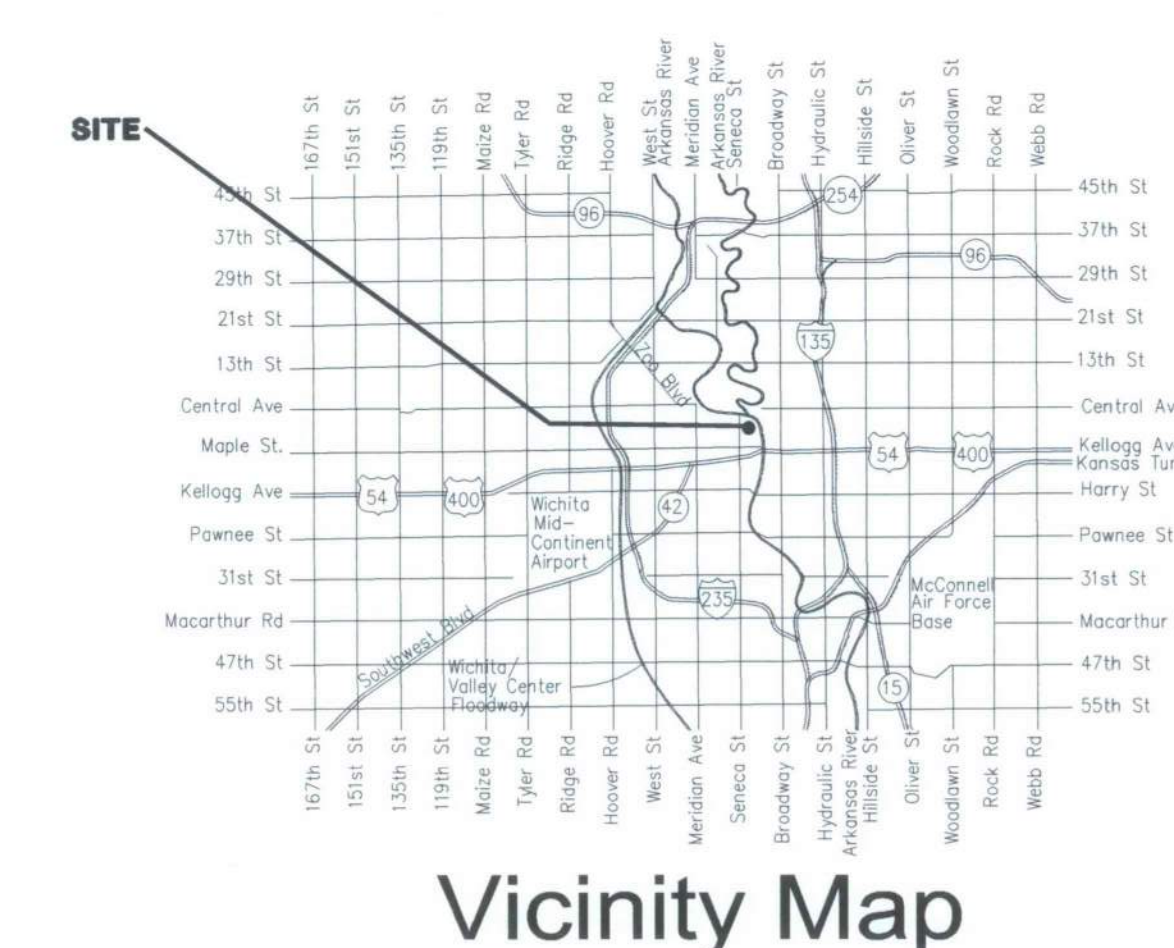 SITE
167th St
151st St
135th St
119th St
Maize Rd
Tyler Rd
Ridge Rd
Hoover Rd
West St
Arkansas River
Meridian Ave
Arkansas River
Seneca St
Broadway St
Hydraulic St
Hillside St
Oliver St
Woodlawn St
Rock Rd
Webb Rd
45th St
37th St
29th St
21st St
13th St
Central Ave
Maple St.
Kellogg Ave
Pawnee St
31st St
Macarthur Rd
47th St
55th St
96
254
96
135
Zoo Blvd
54
400
54
400
42
Wichita
Mid-
Continent
Airport
235
McConnell
Air Force
Base
Southwest Blvd
Wichita/
Valley Center
Floodway
15
45th St
37th St
29th St
21st St
13th St
Central Av
Kellogg Av
Kansas Tur
Harry St
Pawnee St
31st St
Macarthur
47th St
55th St
167th St
151st St
135th St
119th St
Maize Rd
Tyler Rd
Ridge Rd
Hoover Rd
West St
Meridian Ave
Seneca St
Broadway St
Hydraulic St
Arkansas River
Hillside St
Oliver St
Woodlawn St
Rock Rd
Webb Rd
Vicinity Map